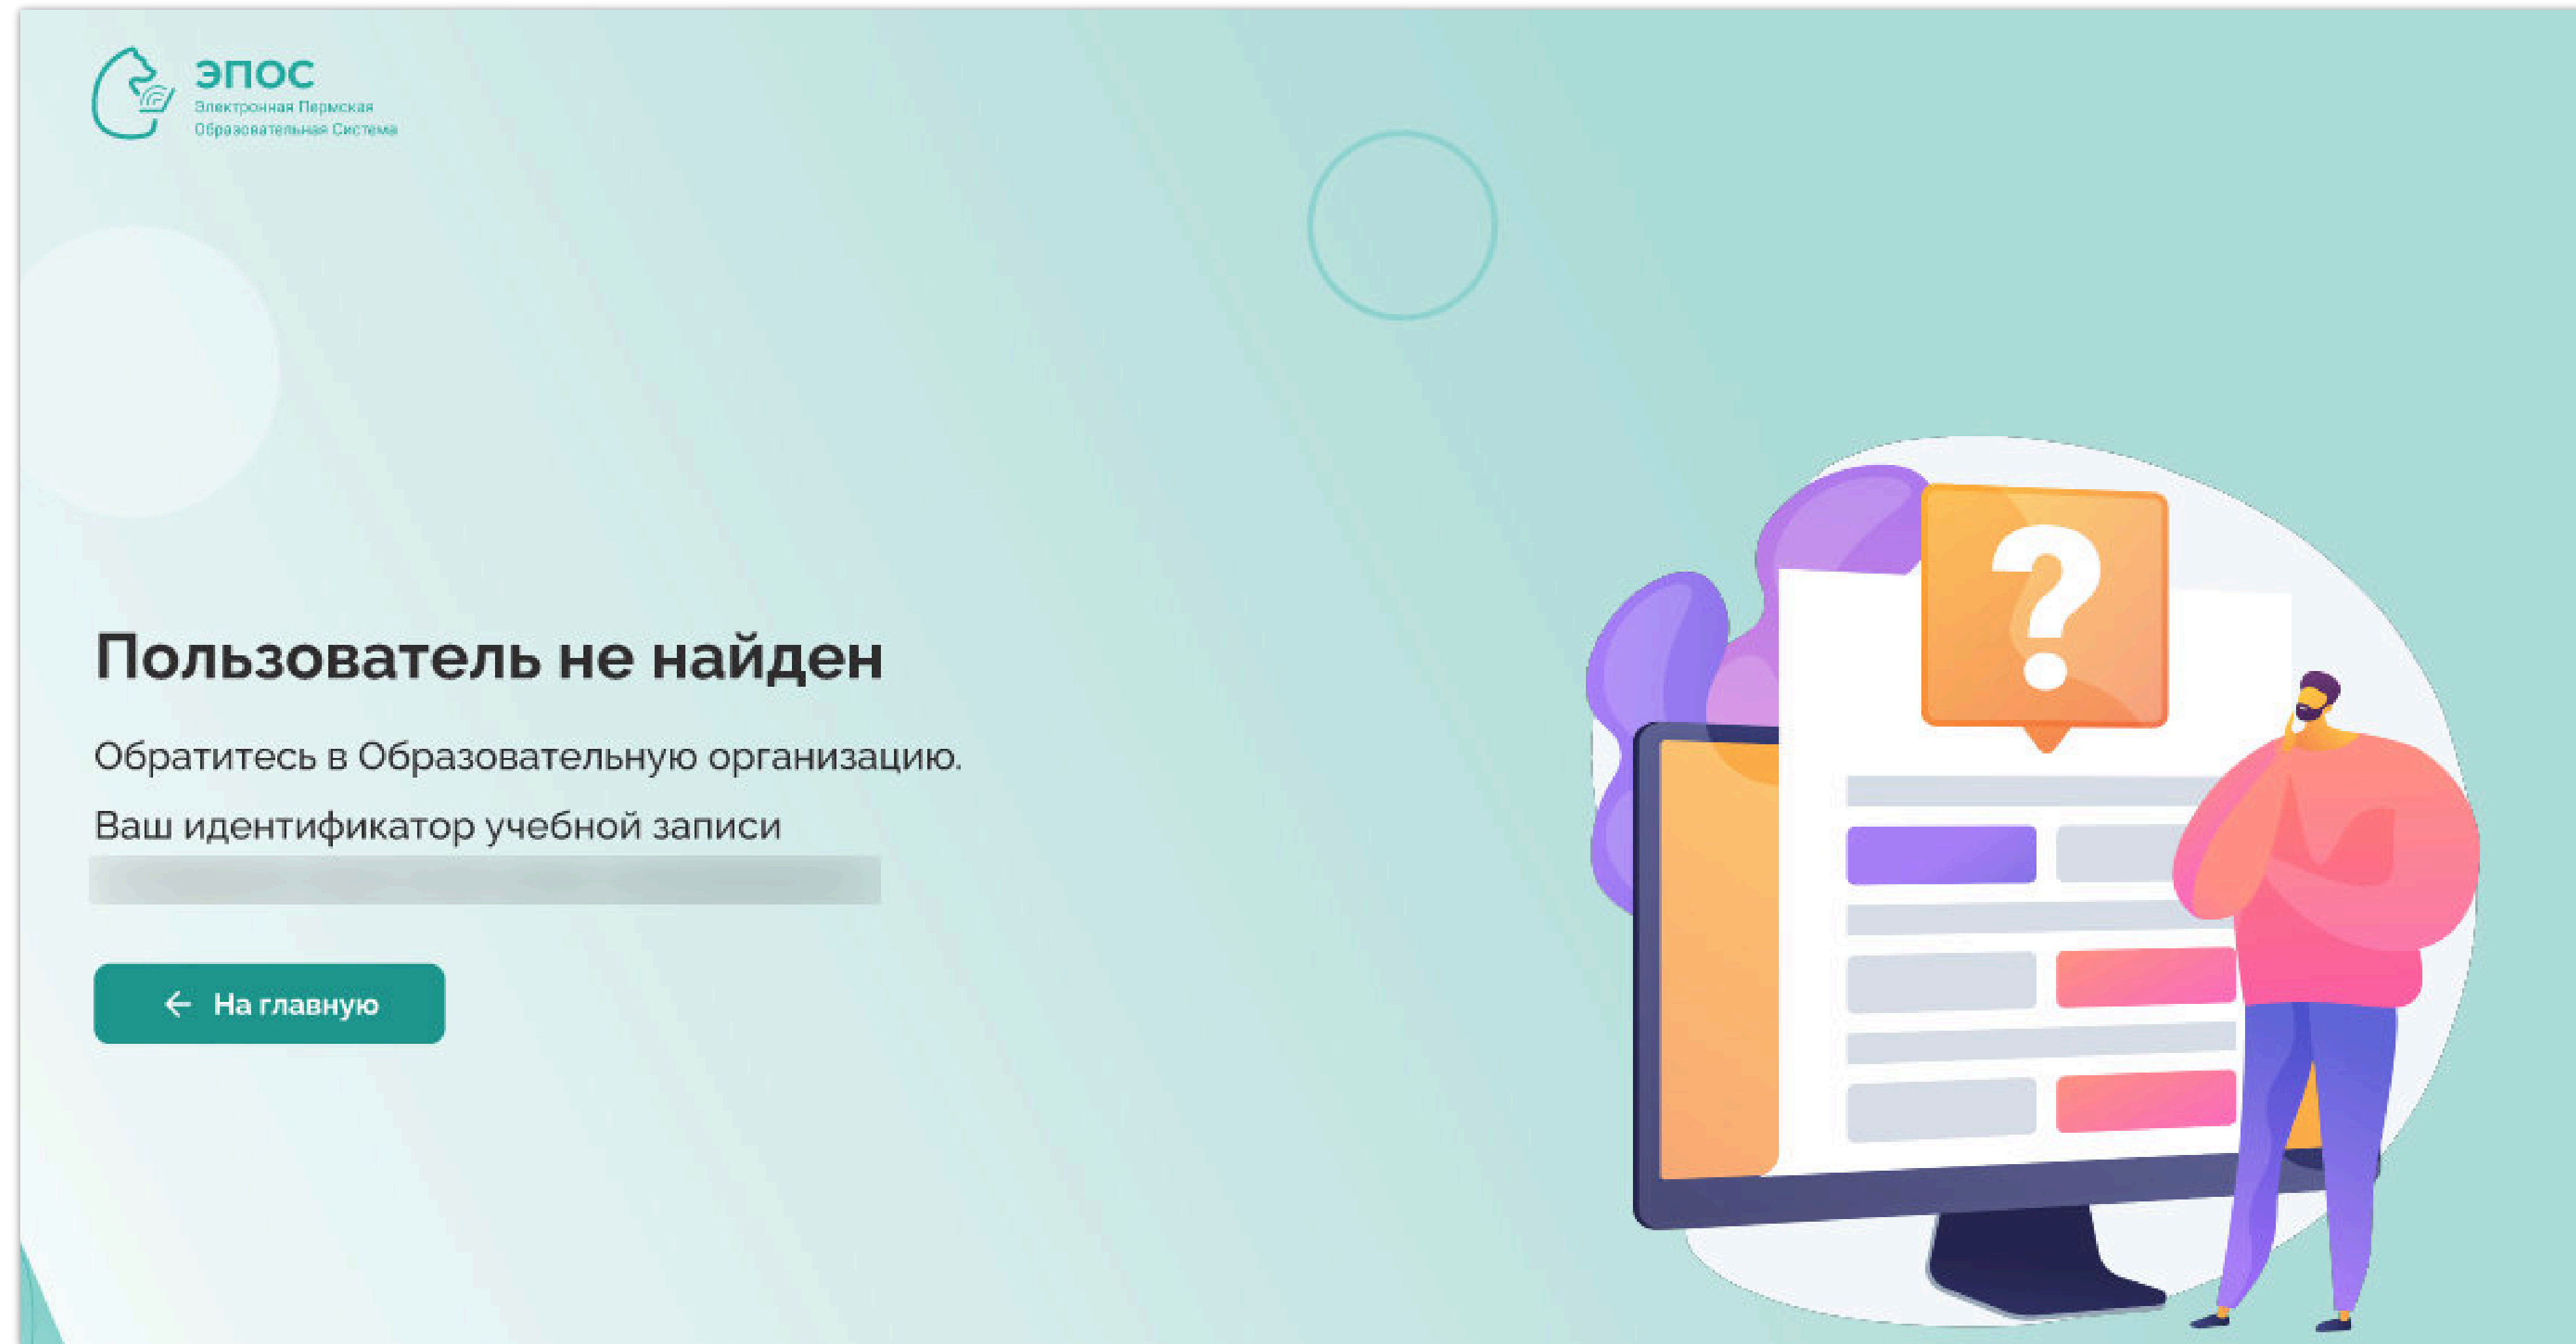 ЭПОС
Электронная Пермская
Образовательная Система
?
Пользователь не найден
Обратитесь в Образовательную организацию.
Ваш идентификатор учебной записи
← На главную